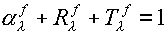 α_λ^f + R_λ^f + T_λ^f = 1